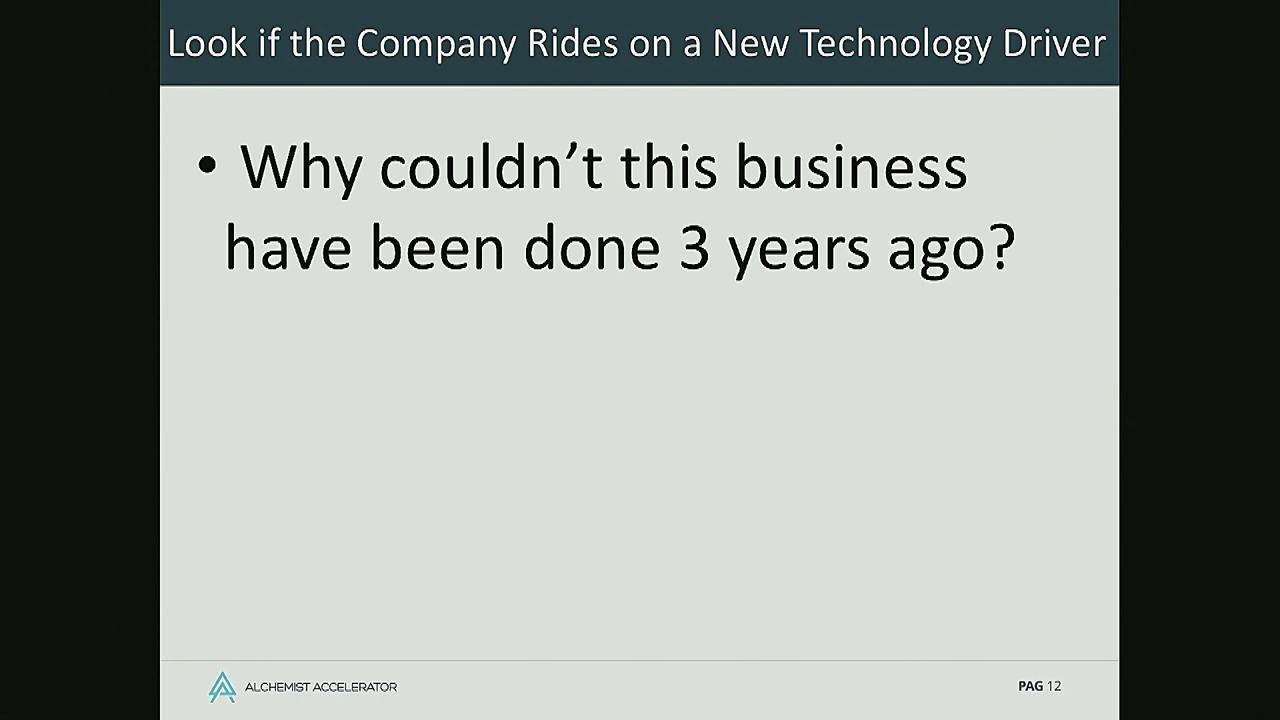 Look if the Company Rides on a New Technology Driver
• Why couldn’t this business
have been done 3 years ago?
ALCHEMIST ACCELERATOR
PAG 12